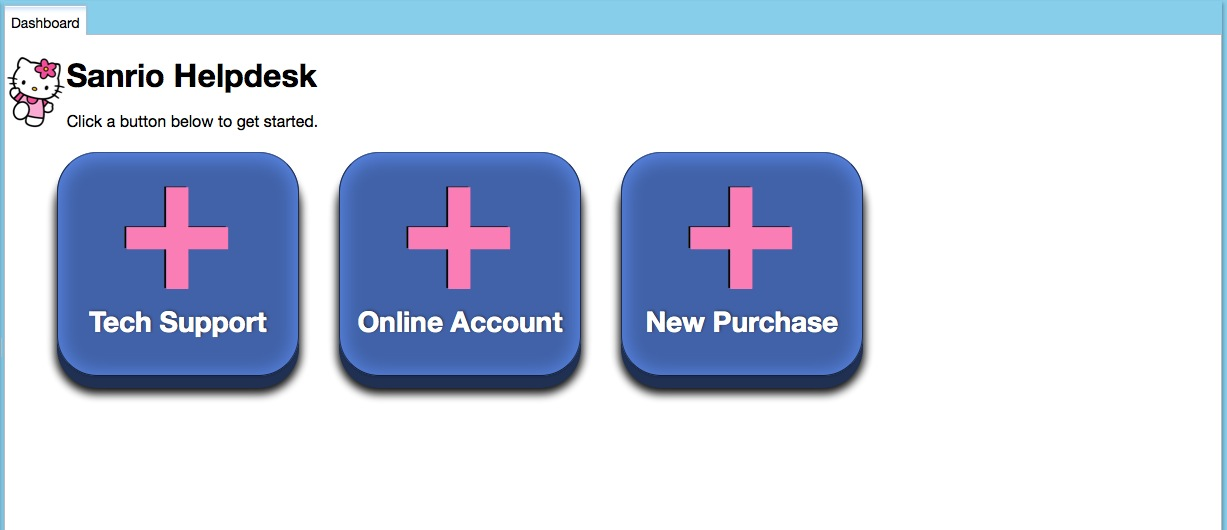 Dashboard
Sanrio Helpdesk
Click a button below to get started.
Tech Support
Online Account
New Purchase